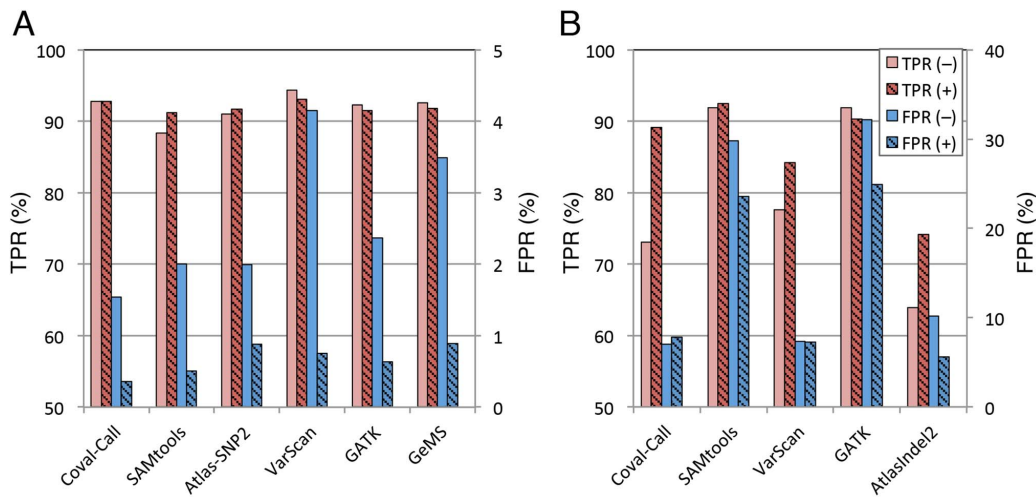 A
B
100
90
80
70
60
50
TPR (%)
5
4
3
2
1
0
FPR (%)
Coval-Call
SAMtools
Atlas-SNP2
VarScan
GATK
GeMS
100
90
80
70
60
50
TPR (%)
40
30
20
10
0
FPR (%)
TPR (−)
TPR (+)
FPR (−)
FPR (+)
Coval-Call
SAMtools
VarScan
GATK
AtlasIndel2